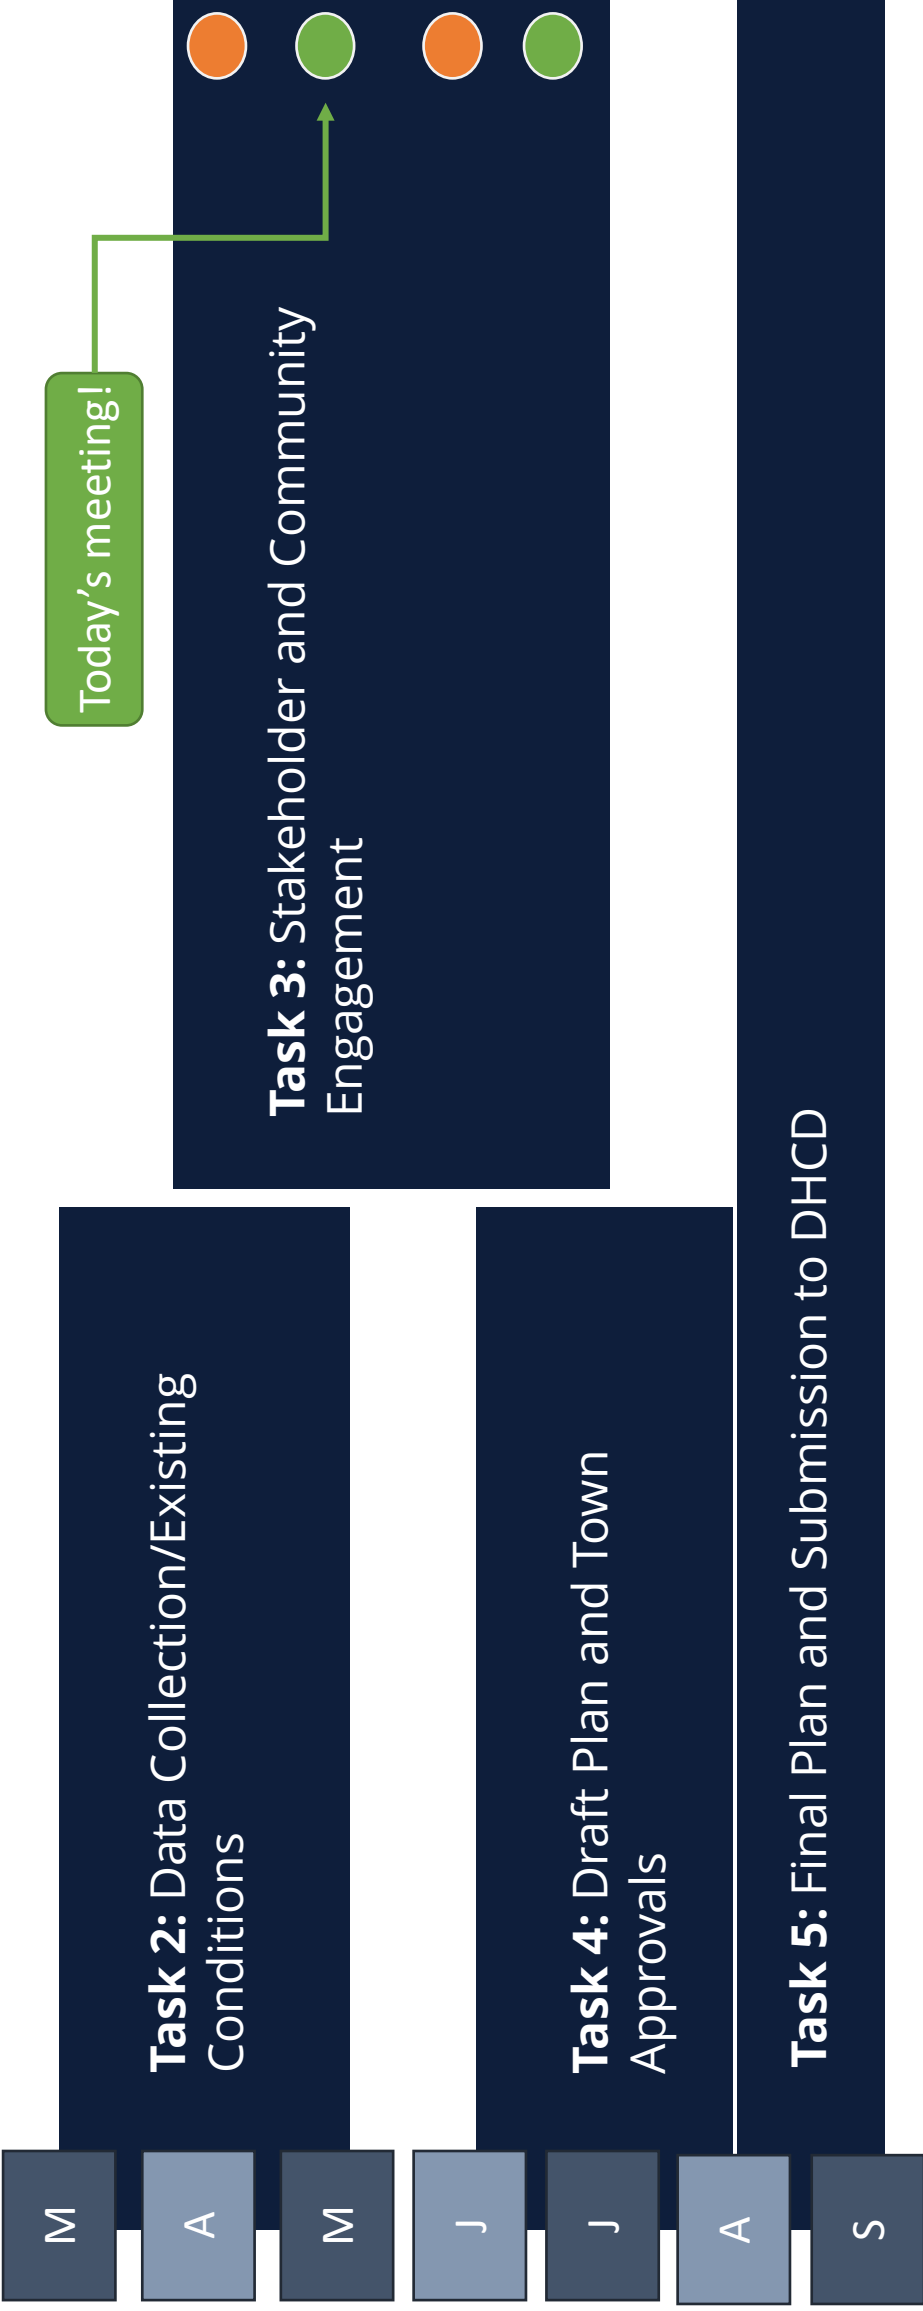 M
A
M
J
J
A
S
Task 2: Data Collection/Existing
Conditions
Today’s meeting!
Task 3: Stakeholder and Community
Engagement
Task 4: Draft Plan and Town
Approvals
Task 5: Final Plan and Submission to DHCD